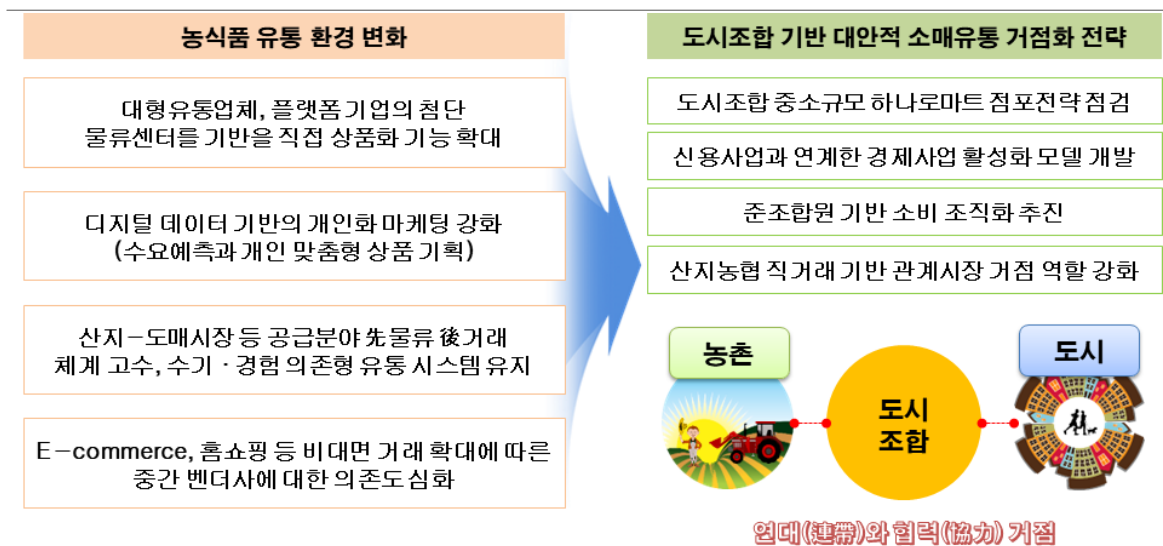 농식품 유통 환경 변화
대형유통업체, 플랫폼 기업의 첨단
물류센터를 기반을 직접 상품화 기능 확대
디지털 데이터 기반의 개인화 마케팅 강화
(수요예측과 개인 맞춤형 상품 기획)
산지-도매시장 등 공급분야 先물류 後거래
체계 고수, 수기 · 경험 의존형 유통 시스템 유지
E-commerce, 홈쇼핑 등 비대면 거래 확대에 따른
중간 벤더사에 대한 의존도 심화
도시조합 기반 대안적 소매유통 거점화 전략
도시조합 중소규모 하나로마트 점포전략 점검
신용사업과 연계한 경제사업 활성화 모델 개발
준조합원 기반 소비 조직화 추진
산지농협 직거래 기반 관계시장 거점 역할 강화
농촌
도시
조합
도시
연대(連帶)와 협력(協力) 거점